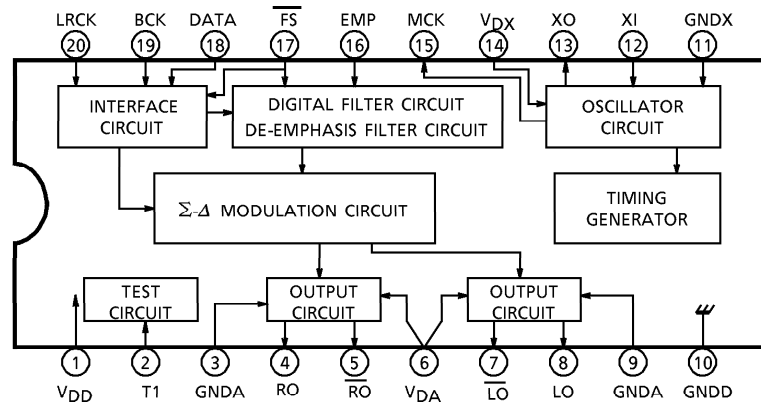 LRCK BCK DATA F̅S̅ EMP MCK VDX XO XI GNDX
20 19 18 17 16 15 14 13 12 11
INTERFACE CIRCUIT
DIGITAL FILTER CIRCUIT
DE-EMPHASIS FILTER CIRCUIT
OSCILLATOR CIRCUIT
Σ-Δ MODULATION CIRCUIT
TIMING GENERATOR
TEST CIRCUIT
OUTPUT CIRCUIT
OUTPUT CIRCUIT
1 2 3 4 5 6 7 8 9 10
VDD T1 GNDA RO R̅O̅ VDA L̅O̅ LO GNDA GNDD